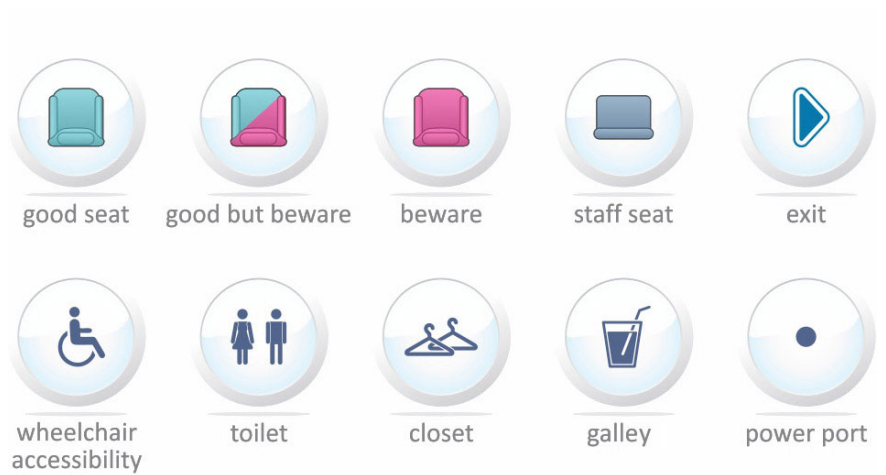 good seat
good but beware
beware
staff seat
exit
wheelchair
accessibility
toilet
closet
galley
power port